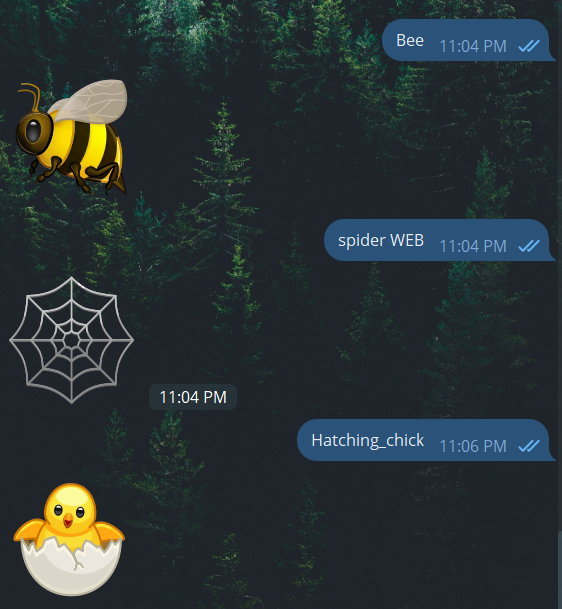 Bee 11:04 PM
spider WEB 11:04 PM
11:04 PM
Hatching_chick 11:06 PM